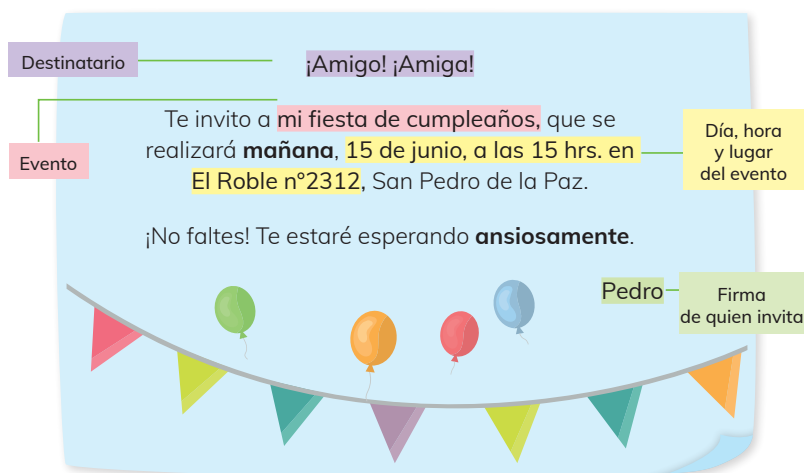 Destinatario
¡Amigo! ¡Amiga!
Te invito a mi fiesta de cumpleaños, que se
realizará mañana, 15 de junio, a las 15 hrs. en
El Roble nº2312, San Pedro de la Paz.
Evento
Día, hora
y lugar
del evento
¡No faltes! Te estaré esperando ansiosamente.
Pedro
Firma
de quien invita